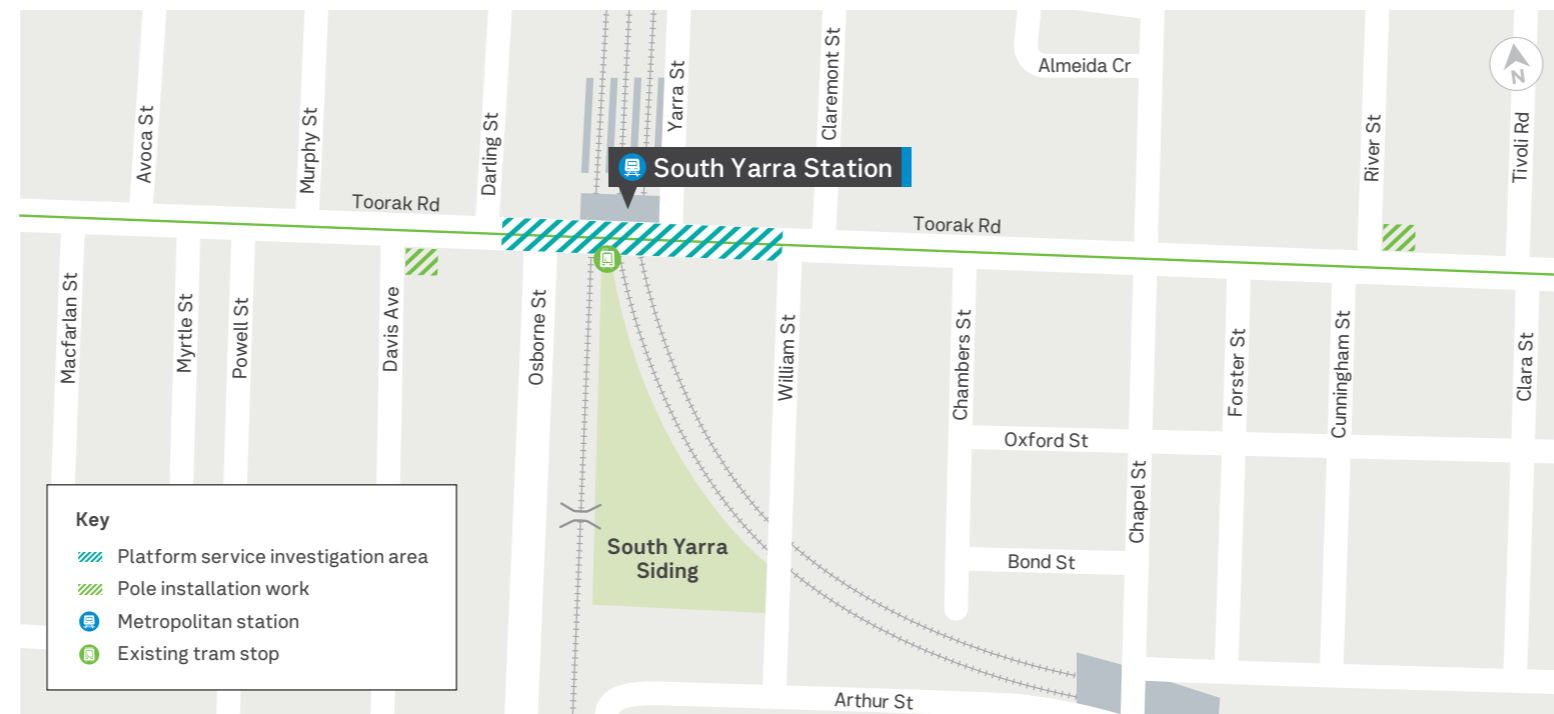 Avoca St
Murphy St
Darling St
Yarra St
Claremont St
Almeida Cr
River St
Tivoli Rd
N
South Yarra Station
Toorak Rd
Toorak Rd
Macfarlan St
Myrtle St
Powell St
Davis Ave
Osborne St
William St
Chambers St
Chapel St
Forster St
Cunningham St
Clara St
Oxford St
Bond St
Arthur St
South Yarra
Siding
Key
Platform service investigation area
Pole installation work
Metropolitan station
Existing tram stop